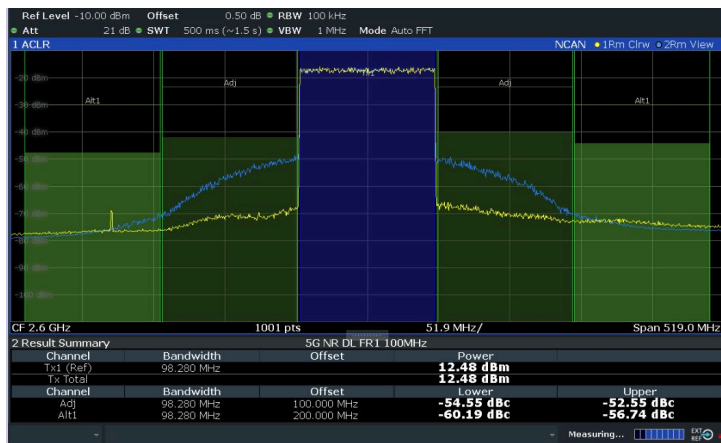 Ref Level -10.00 dBm Offset 0.50 dB RBW 100 kHz
Att 21 dB SWT 500 ms (~1.5 s) VBW 1 MHz Mode Auto FFT
1 ACLR NCAN 1Rm Clrw 2Rm View
-20 dBm
Adj Adj
-30 dBm Alt1 Alt1
-40 dBm
-50 dBm
-60 dBm
-70 dBm
-80 dBm
-90 dBm
-100 dBm
CF 2.6 GHz 1001 pts 51.9 MHz/ Span 519.0 MHz
2 Result Summary 5G NR DL FR1 100MHz
Channel Bandwidth Offset Power
Tx1 (Ref) 98.280 MHz 12.48 dBm
Tx Total 12.48 dBm
Channel Bandwidth Offset Lower Upper
Adj 98.280 MHz 100.000 MHz -54.55 dBc -52.55 dBc
Alt1 98.280 MHz 200.000 MHz -60.19 dBc -56.74 dBc
Measuring... EXT REF